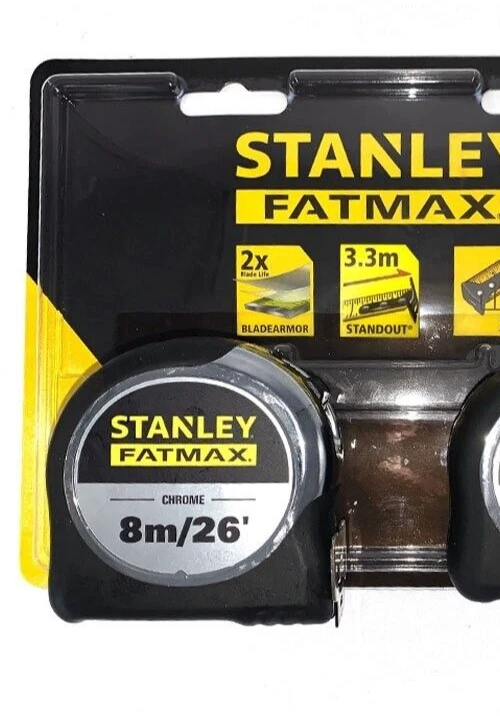 STANLEY
FATMAX
2x
Blade Life
BLADEARMOR
3.3m
STANDOUT®
STANLEY
FATMAX.
CHROME
8m/26'